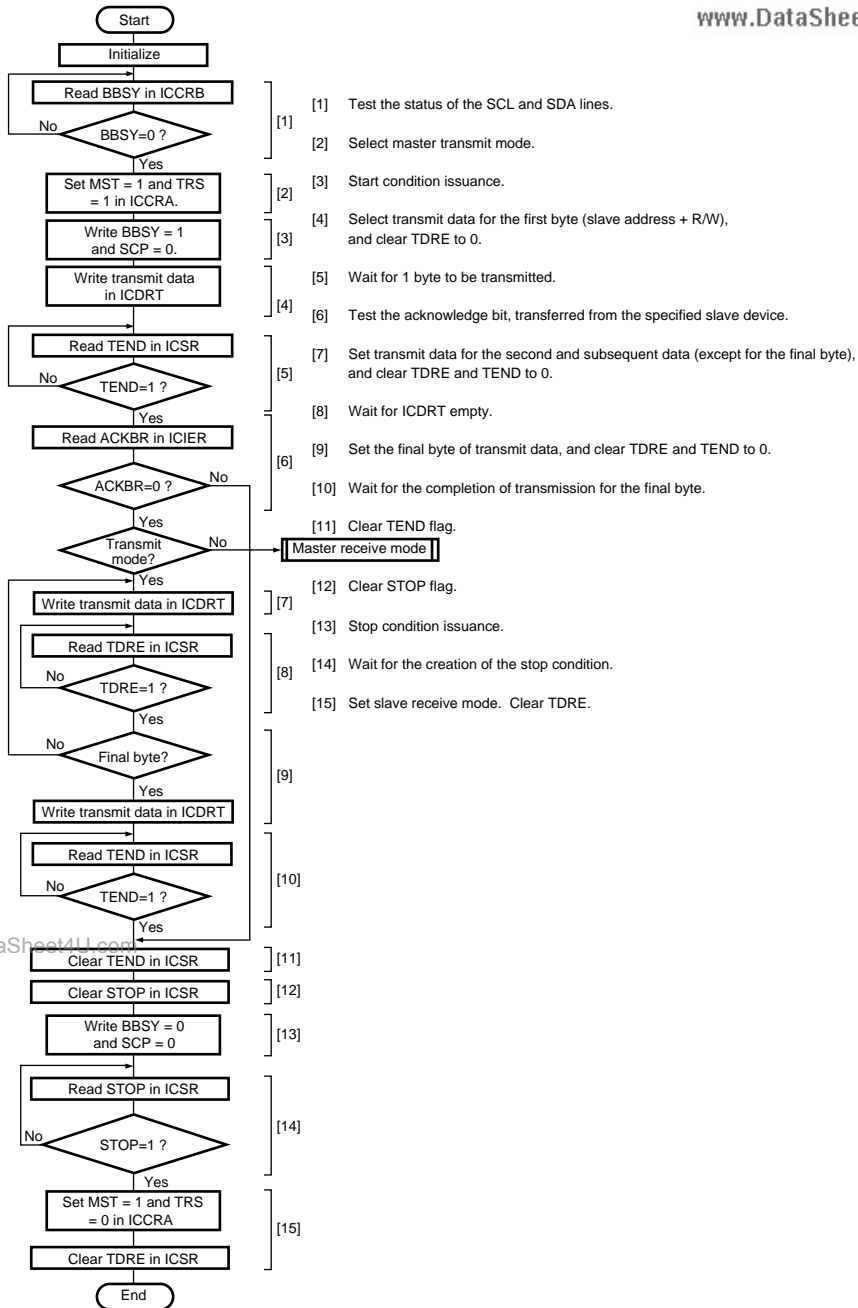 www.DataShee
Start
Initialize
Read BBSY in ICCRB
BBSY=0 ?
No
Yes
[1]
Set MST = 1 and TRS
= 1 in ICCRA.
[2]
Write BBSY = 1
and SCP = 0.
[3]
Write transmit data
in ICDRT
[4]
Read TEND in ICSR
TEND=1 ?
No
Yes
[5]
Read ACKBR in ICIER
ACKBR=0 ?
No
Yes
[6]
Transmit
mode?
No
Master receive mode
Yes
Write transmit data in ICDRT
[7]
Read TDRE in ICSR
TDRE=1 ?
No
Yes
[8]
Final byte?
No
Yes
Write transmit data in ICDRT
[9]
Read TEND in ICSR
TEND=1 ?
No
Yes
[10]
aSheet4U.com
Clear TEND in ICSR
[11]
Clear STOP in ICSR
[12]
Write BBSY = 0
and SCP = 0
[13]
Read STOP in ICSR
STOP=1 ?
No
Yes
[14]
Set MST = 1 and TRS
= 0 in ICCRA
Clear TDRE in ICSR
[15]
End
[1] Test the status of the SCL and SDA lines.
[2] Select master transmit mode.
[3] Start condition issuance.
[4] Select transmit data for the first byte (slave address + R/W),
and clear TDRE to 0.
[5] Wait for 1 byte to be transmitted.
[6] Test the acknowledge bit, transferred from the specified slave device.
[7] Set transmit data for the second and subsequent data (except for the final byte),
and clear TDRE and TEND to 0.
[8] Wait for ICDRT empty.
[9] Set the final byte of transmit data, and clear TDRE and TEND to 0.
[10] Wait for the completion of transmission for the final byte.
[11] Clear TEND flag.
[12] Clear STOP flag.
[13] Stop condition issuance.
[14] Wait for the creation of the stop condition.
[15] Set slave receive mode. Clear TDRE.